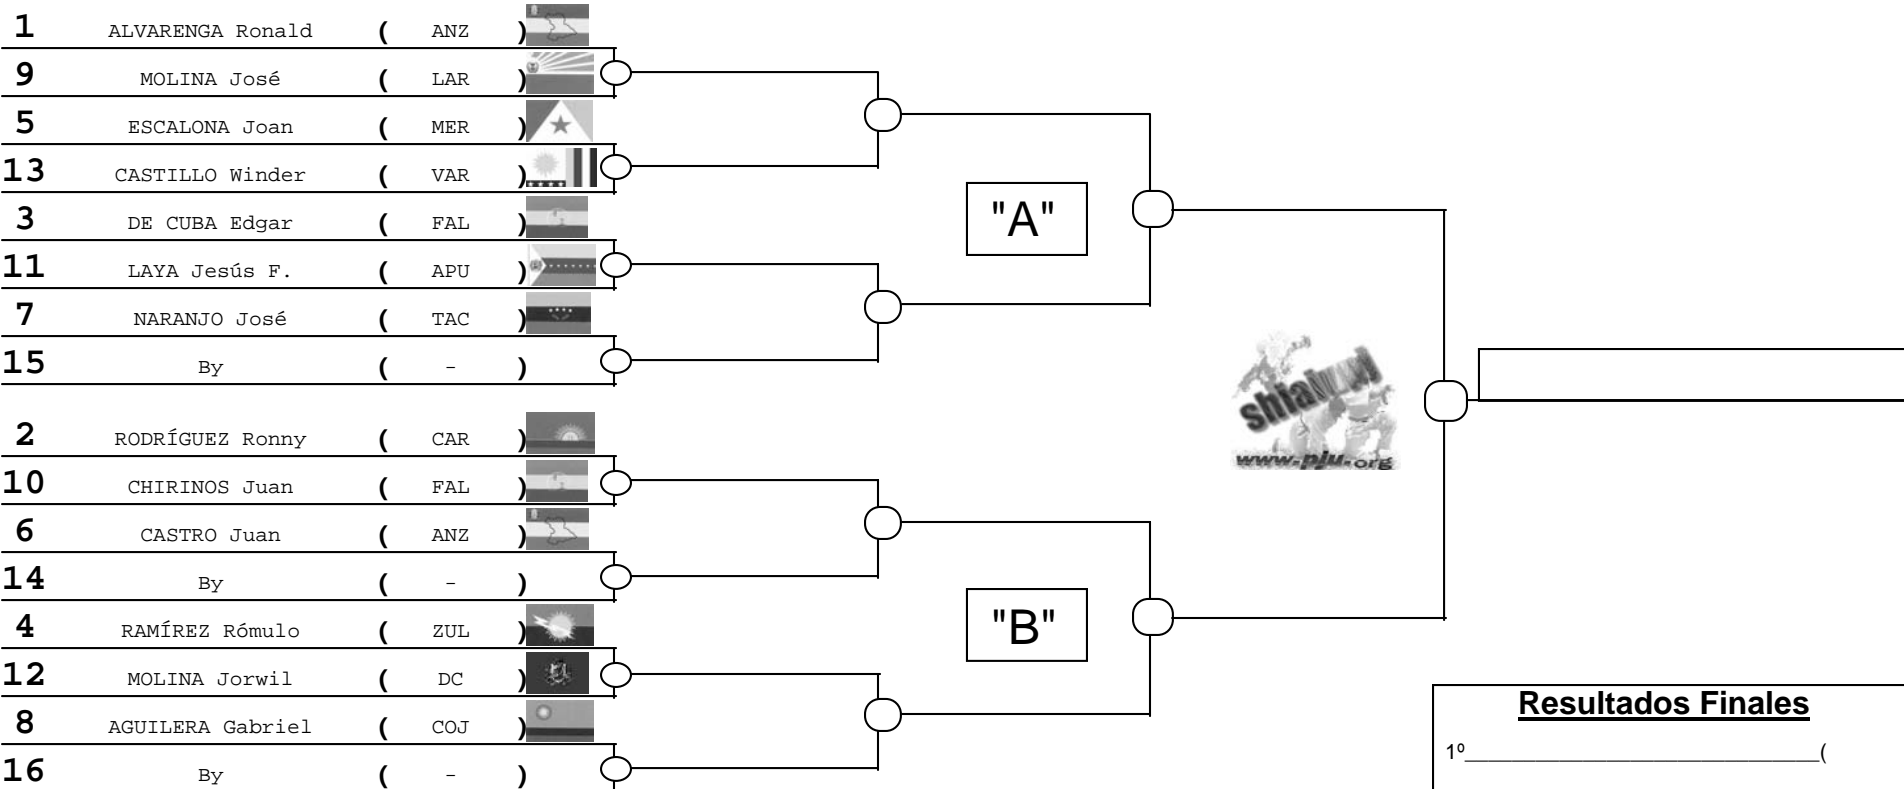 1 ALVARENGA Ronald ( ANZ )
9 MOLINA José ( LAR )
5 ESCALONA Joan ( MER )
13 CASTILLO Winder ( VAR )
3 DE CUBA Edgar ( FAL )
11 LAYA Jesús F. ( APU )
7 NARANJO José ( TAC )
15 By ( - )
"A"
shiai
www.pju.org
2 RODRÍGUEZ Ronny ( CAR )
10 CHIRINOS Juan ( FAL )
6 CASTRO Juan ( ANZ )
14 By ( - )
4 RAMÍREZ Rómulo ( ZUL )
12 MOLINA Jorwil ( DC )
8 AGUILERA Gabriel ( COJ )
16 By ( - )
"B"
Resultados Finales
1º______________________________(